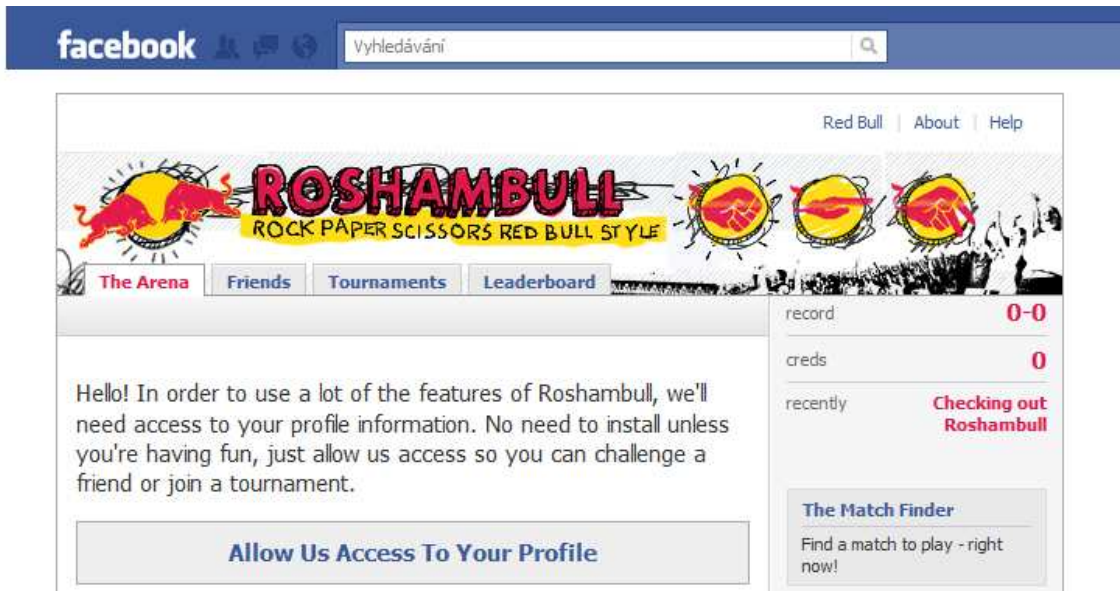 facebook
Vyhledávání
Red Bull | About | Help
ROSHAMBULL
ROCK PAPER SCISSORS RED BULL STYLE
The Arena Friends Tournaments Leaderboard
record 0-0
creds 0
recently Checking out
Roshambull
Hello! In order to use a lot of the features of Roshambull, we'll
need access to your profile information. No need to install unless
you're having fun, just allow us access so you can challenge a
friend or join a tournament.
Allow Us Access To Your Profile
The Match Finder
Find a match to play - right
now!